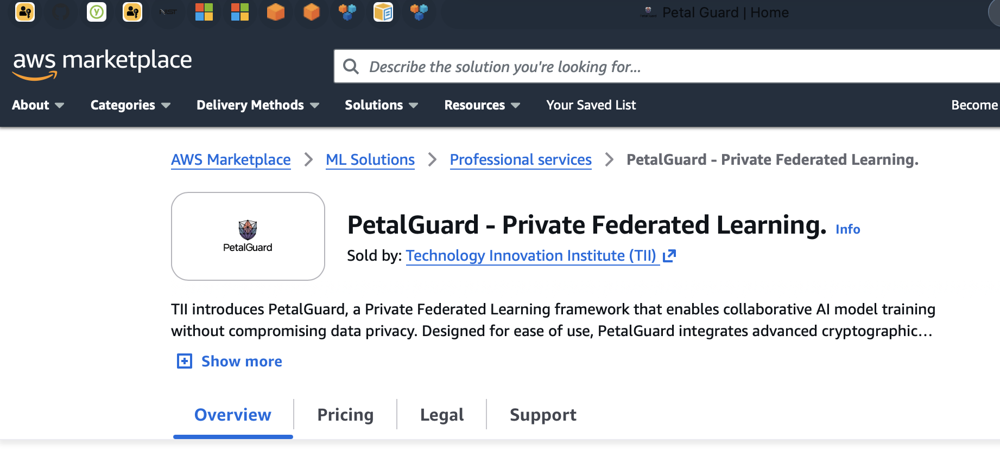 NIST
Petal Guard | Home
aws marketplace
Describe the solution you're looking for...
About
Categories
Delivery Methods
Solutions
Resources
Your Saved List
Become
AWS Marketplace
ML Solutions
Professional services
PetalGuard - Private Federated Learning.
PetalGuard
PetalGuard - Private Federated Learning. Info
Sold by: Technology Innovation Institute (TII)
TII introduces PetalGuard, a Private Federated Learning framework that enables collaborative AI model training
without compromising data privacy. Designed for ease of use, PetalGuard integrates advanced cryptographic...
Show more
Overview
Pricing
Legal
Support